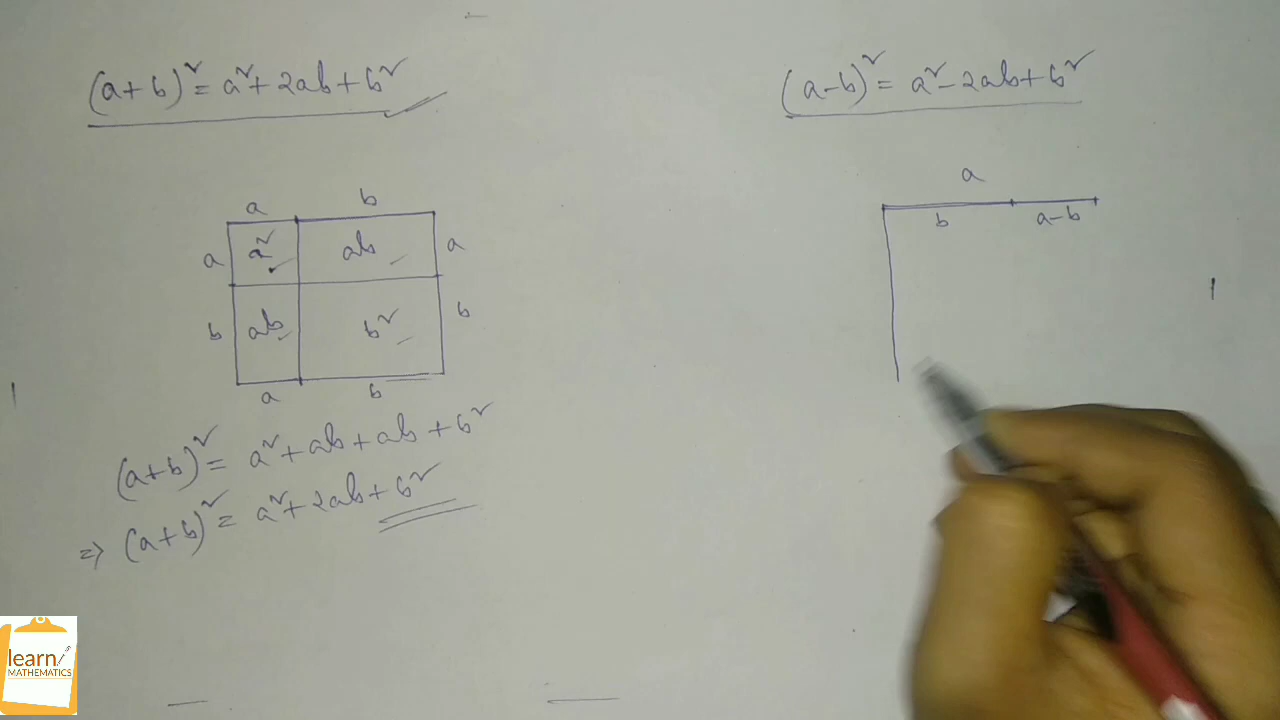 (a+b)² = a²+2ab+b²
a b
a a² ab a
b ab b² b
a b
(a+b)² = a²+ab+ab+b²
⇒ (a+b)² = a²+2ab+b²
(a-b)² = a²-2ab+b²
a
b a-b
learn
MATHEMATICS